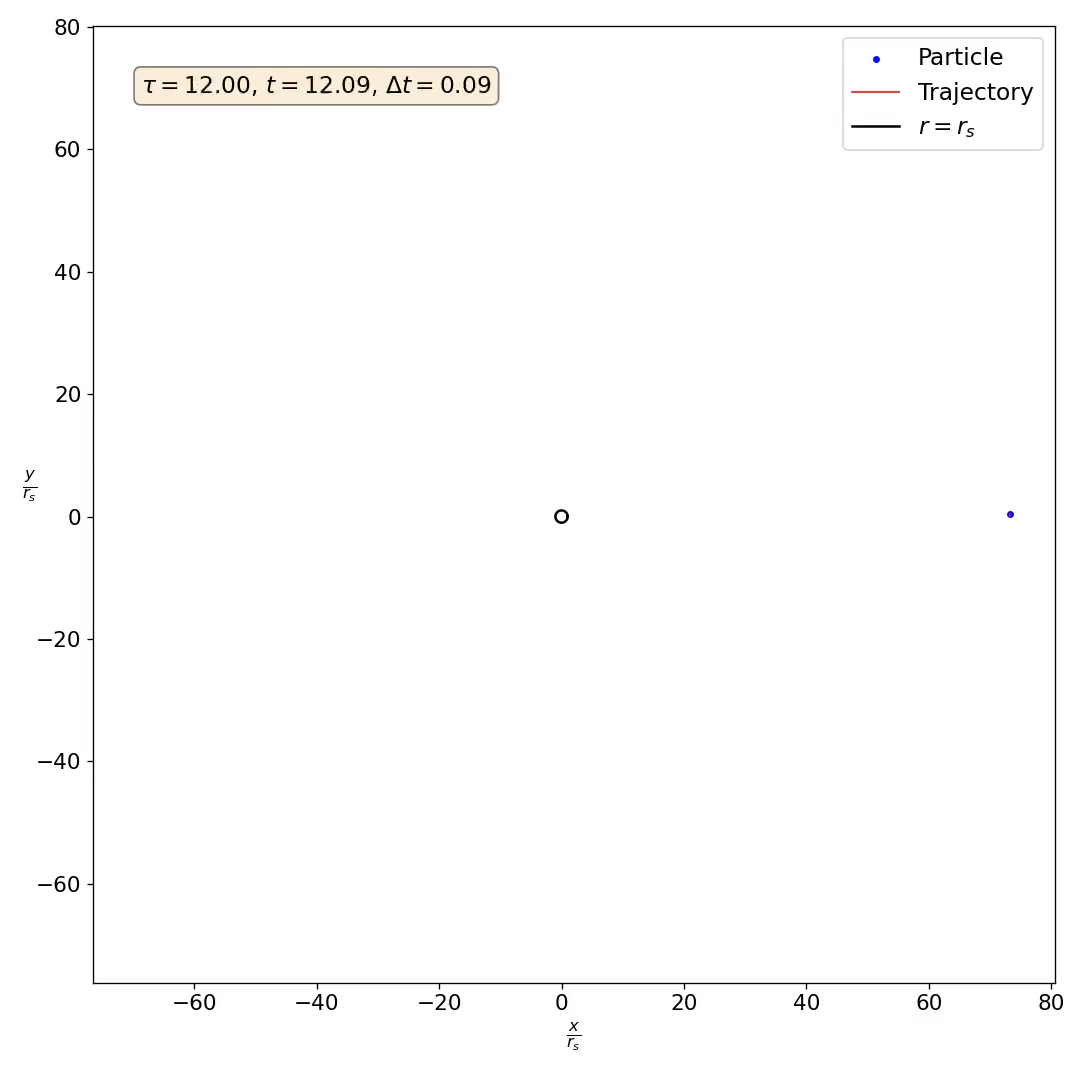 80
τ = 12.00, t = 12.09, Δt = 0.09
Particle
Trajectory
r = r_s
60
40
20
y/r_s
0
−20
−40
−60
−60 −40 −20 0 20 40 60 80
x/r_s